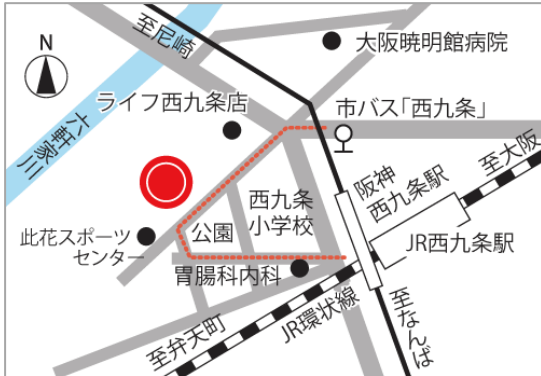 N
至尼崎
大阪暁明館病院
ライフ西九条店
市バス「西九条」
六軒家川
至大阪
阪神
西九条駅
西九条
小学校
公園
此花スポーツ
センター
JR西九条駅
胃腸科内科
JR環状線
至なんば
至弁天町